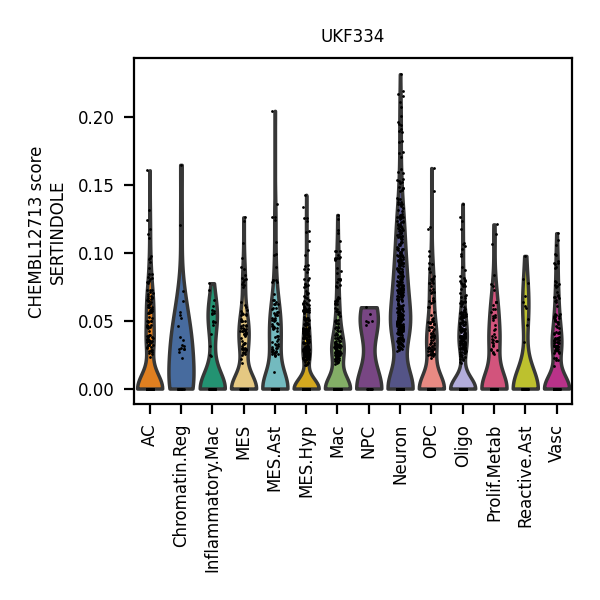 UKF334
CHEMBL12713 score
SERTINDOLE
0.20
0.15
0.10
0.05
0.00
AC
Chromatin.Reg
Inflammatory.Mac
MES
MES.Ast
MES.Hyp
Mac
NPC
Neuron
OPC
Oligo
Prolif.Metab
Reactive.Ast
Vasc